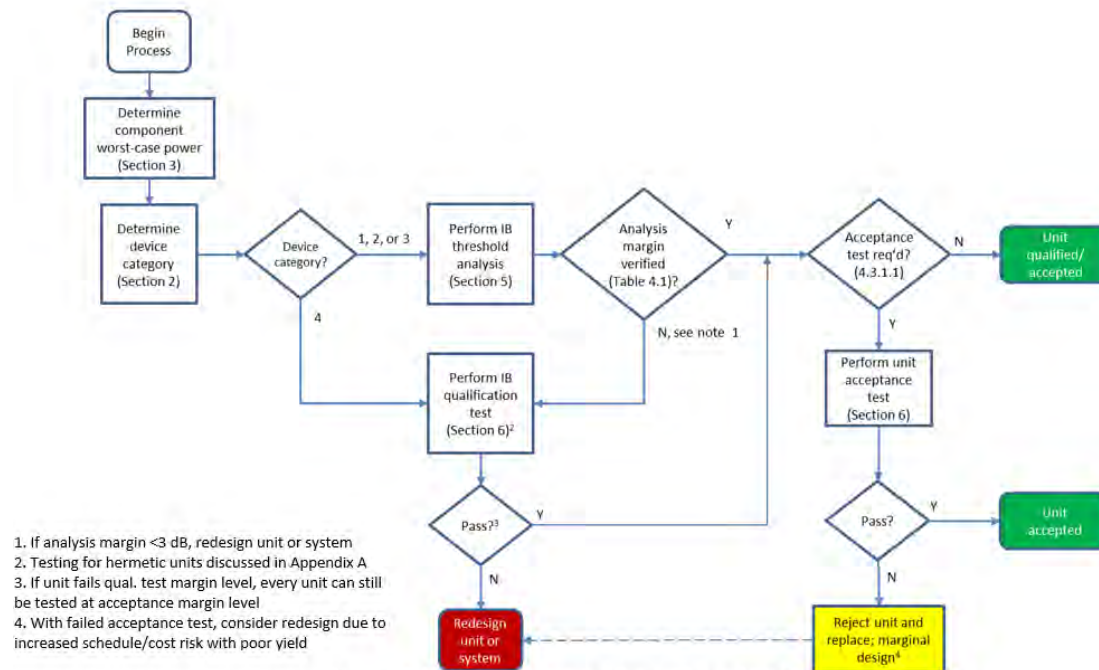 Begin
Process
Determine
component
worst-case power
(Section 3)
Determine
device
category
(Section 2)
Device
category?
1, 2, or 3
4
Perform IB
threshold
analysis
(Section 5)
Analysis
margin
verified
(Table 4.1)?
Y
N, see note 1
Acceptance
test req'd?
(4.3.1.1)
N
Unit
qualified/
accepted
Y
Perform unit
acceptance
test
(Section 6)
Perform IB
qualification
test
(Section 6)²
Pass?³
Y
N
Redesign
unit or
system
Pass?
Y
Unit
accepted
N
Reject unit and
replace; marginal
design⁴
1. If analysis margin <3 dB, redesign unit or system
2. Testing for hermetic units discussed in Appendix A
3. If unit fails qual. test margin level, every unit can still
be tested at acceptance margin level
4. With failed acceptance test, consider redesign due to
increased schedule/cost risk with poor yield